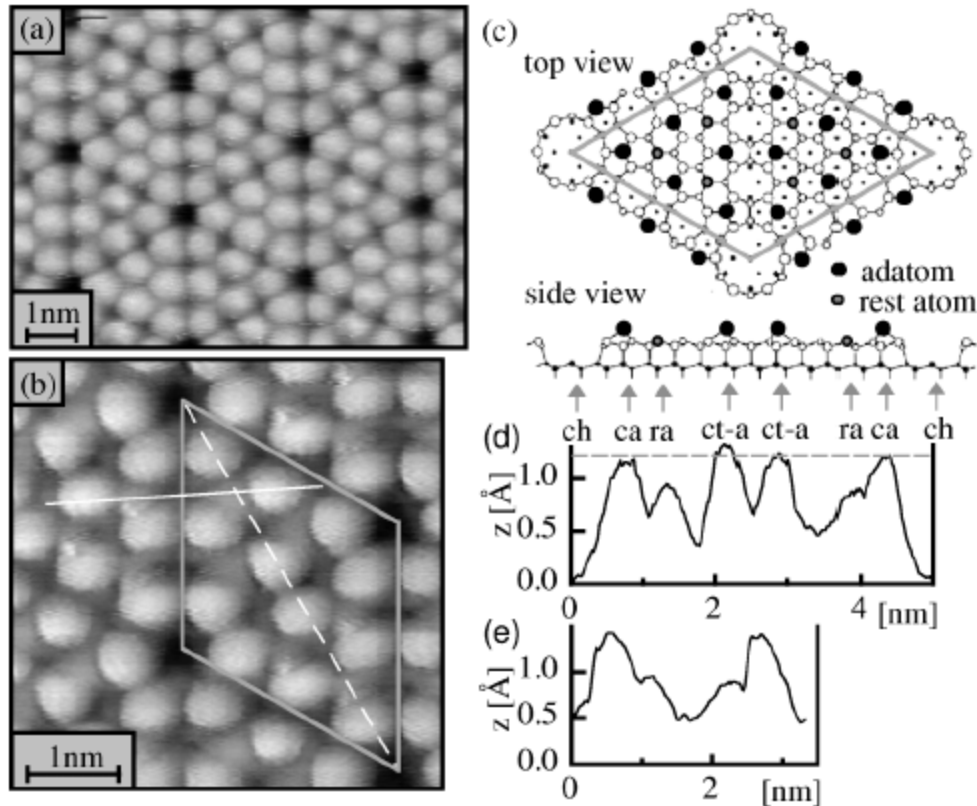 (a)
1nm
(b)
1nm
(c)
top view
adatom
rest atom
side view
ch ca ra ct-a ct-a ra ca ch
(d)
z [Å]
1.0
0.5
0.0
0 2 4 [nm]
(e)
z [Å]
1.0
0.5
0.0
0 2 [nm]